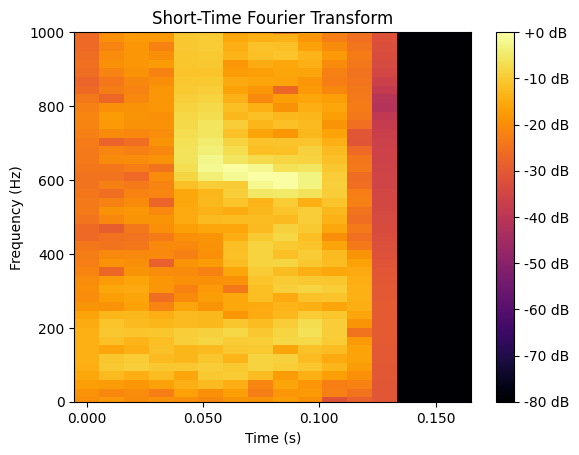 Short-Time Fourier Transform
1000
800
600
400
200
0
Frequency (Hz)
0.000
0.050
0.100
0.150
Time (s)
+0 dB
-10 dB
-20 dB
-30 dB
-40 dB
-50 dB
-60 dB
-70 dB
-80 dB